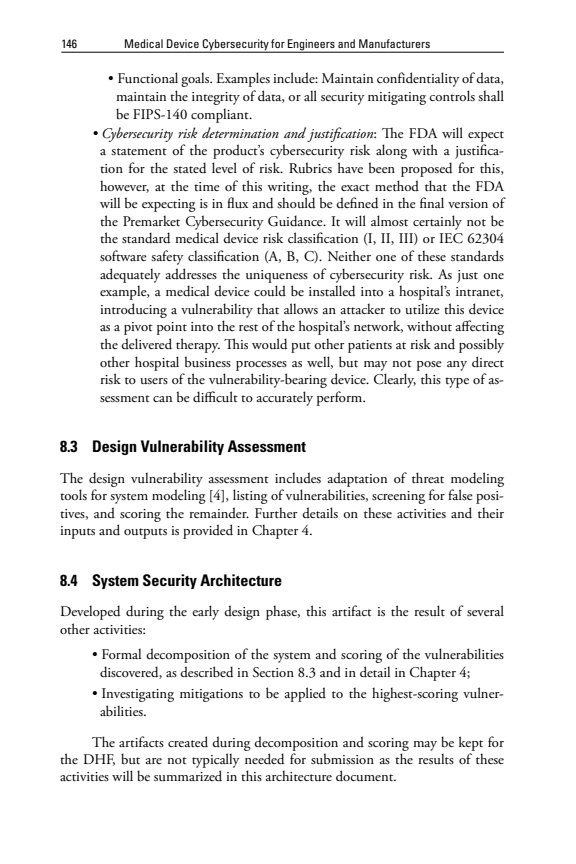 146 Medical Device Cybersecurity for Engineers and Manufacturers
• Functional goals. Examples include: Maintain confidentiality of data,
maintain the integrity of data, or all security mitigating controls shall
be FIPS-140 compliant.
• Cybersecurity risk determination and justification: The FDA will expect
a statement of the product’s cybersecurity risk along with a justifica-
tion for the stated level of risk. Rubrics have been proposed for this,
however, at the time of this writing, the exact method that the FDA
will be expecting is in flux and should be defined in the final version of
the Premarket Cybersecurity Guidance. It will almost certainly not be
the standard medical device risk classification (I, II, III) or IEC 62304
software safety classification (A, B, C). Neither one of these standards
adequately addresses the uniqueness of cybersecurity risk. As just one
example, a medical device could be installed into a hospital’s intranet,
introducing a vulnerability that allows an attacker to utilize this device
as a pivot point into the rest of the hospital’s network, without affecting
the delivered therapy. This would put other patients at risk and possibly
other hospital business processes as well, but may not pose any direct
risk to users of the vulnerability-bearing device. Clearly, this type of as-
sessment can be difficult to accurately perform.
8.3 Design Vulnerability Assessment
The design vulnerability assessment includes adaptation of threat modeling
tools for system modeling [4], listing of vulnerabilities, screening for false posi-
tives, and scoring the remainder. Further details on these activities and their
inputs and outputs is provided in Chapter 4.
8.4 System Security Architecture
Developed during the early design phase, this artifact is the result of several
other activities:
• Formal decomposition of the system and scoring of the vulnerabilities
discovered, as described in Section 8.3 and in detail in Chapter 4;
• Investigating mitigations to be applied to the highest-scoring vulner-
abilities.
The artifacts created during decomposition and scoring may be kept for
the DHF, but are not typically needed for submission as the results of these
activities will be summarized in this architecture document.